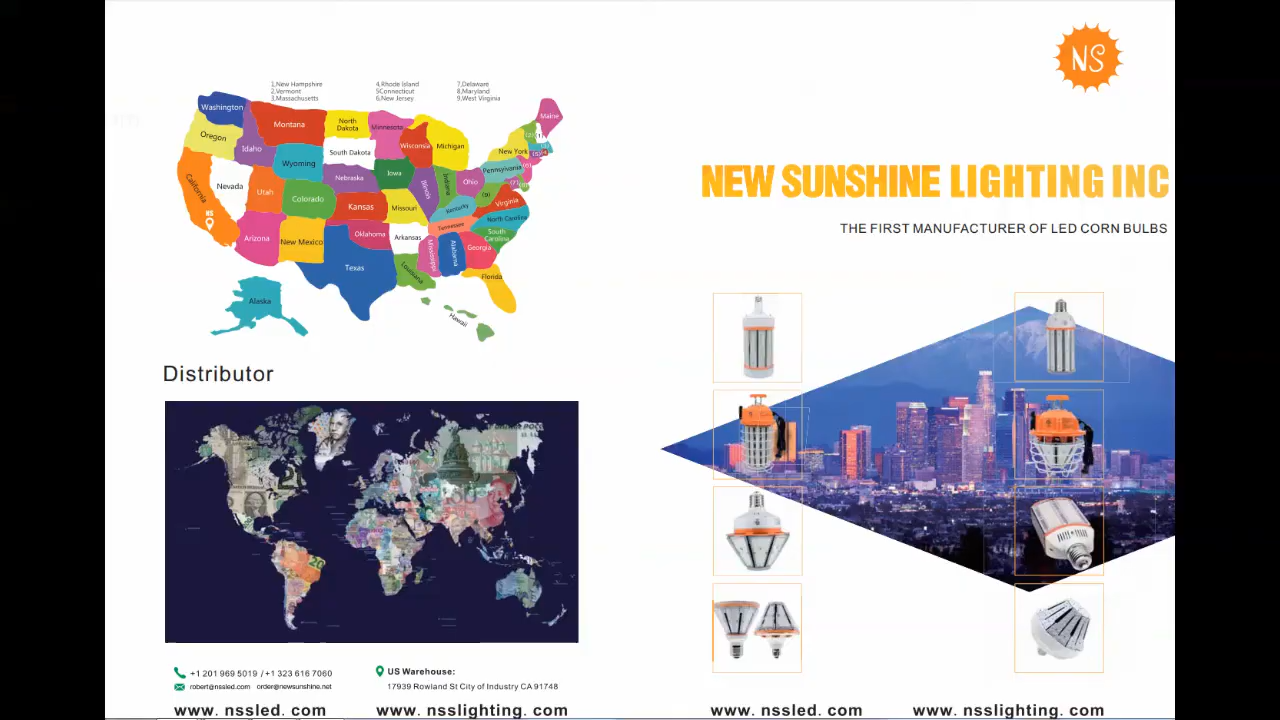 1,New Hampshire
2,Vermont
3,Massachusetts
4,Rhode Island
5Connecticut
6,New Jersey
7,Delaware
8,Maryland
9,West Virginia
Washington
Oregon
California
NS
Nevada
Idaho
Montana
Wyoming
Utah
Arizona
Colorado
New Mexico
North
Dakota
South Dakota
Nebraska
Kansas
Oklahoma
Texas
Minnesota
Iowa
Missouri
Arkansas
Louisiana
Wisconsin
Illinois
Michigan
Indiana
Ohio
Kentucky
Tennessee
Mississippi
Alabama
Georgia
Florida
South
Carolina
North Carolina
Virginia
(9)
Pennsylvania
New York
Maine
Alaska
Hawaii
Distributor
+1 201 969 5019 /+1 323 616 7060
robert@nssled.com order@newsunshine.net
US Warehouse:
17939 Rowland St City of Industry CA 91748
www. nssled. com
www. nsslighting. com
NS
NEW SUNSHINE LIGHTING INC
THE FIRST MANUFACTURER OF LED CORN BULBS
www. nssled. com
www. nsslighting. com